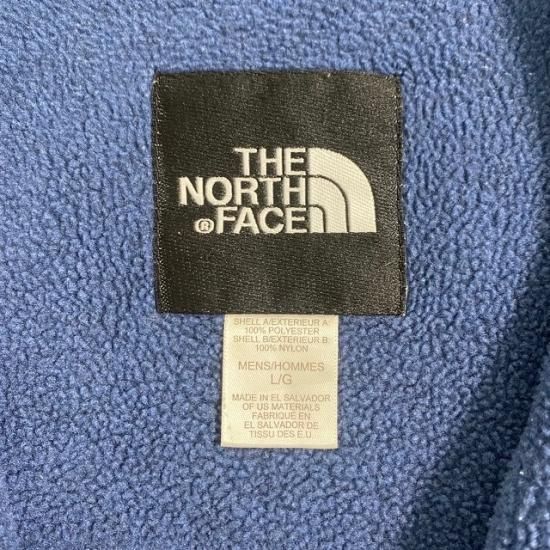 THE
NORTH
® FACE
SHELL A/EXTERIEUR A:
100% POLYESTER
SHELL B/EXTERIEUR B:
100% NYLON
MENS/HOMMES
L/G
MADE IN EL SALVADOR
OF US MATERIALS
FABRIQUE EN
EL SALVADOR DE
TISSU DES E.U.